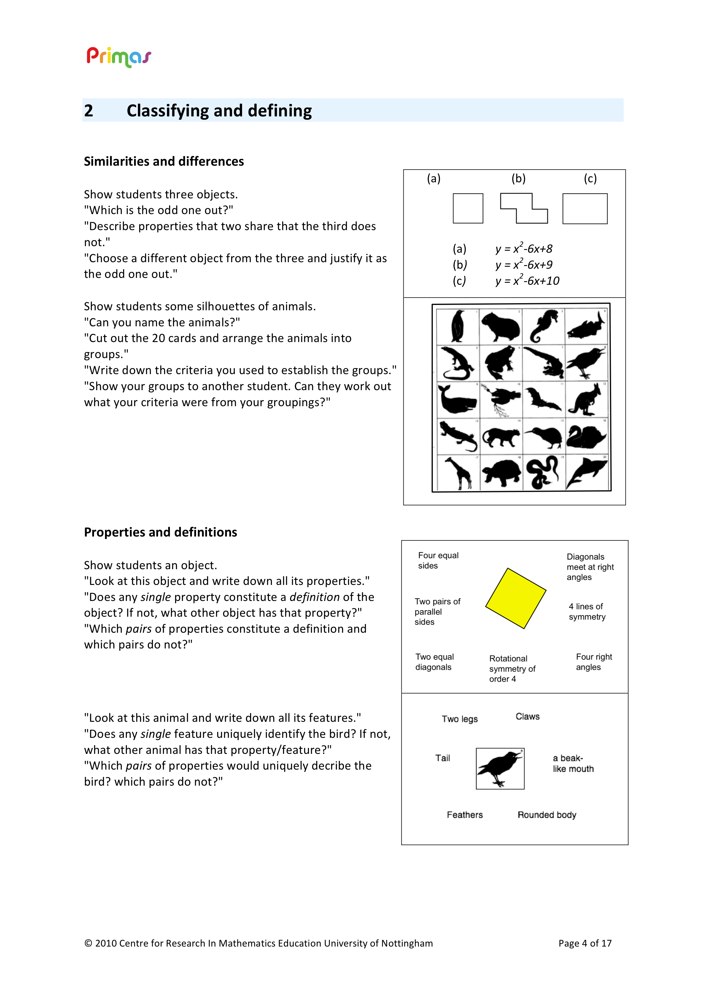 Primas
2 Classifying and defining
Similarities and differences
Show students three objects.
"Which is the odd one out?"
"Describe properties that two share that the third does
not."
"Choose a different object from the three and justify it as
the odd one out."
(a) (b) (c)
(a) y = x²-6x+8
(b) y = x²-6x+9
(c) y = x²-6x+10
Show students some silhouettes of animals.
"Can you name the animals?"
"Cut out the 20 cards and arrange the animals into
groups."
"Write down the criteria you used to establish the groups."
"Show your groups to another student. Can they work out
what your criteria were from your groupings?"
1 2 3 4
5 6 7 8
9 10 11 12
13 14 15 16
17 18 19 20
Properties and definitions
Show students an object.
"Look at this object and write down all its properties."
"Does any single property constitute a definition of the
object? If not, what other object has that property?"
"Which pairs of properties constitute a definition and
which pairs do not?"
Four equal
sides
Diagonals
meet at right
angles
Two pairs of
parallel
sides
4 lines of
symmetry
Two equal
diagonals
Rotational
symmetry of
order 4
Four right
angles
"Look at this animal and write down all its features."
"Does any single feature uniquely identify the bird? If not,
what other animal has that property/feature?"
"Which pairs of properties would uniquely decribe the
bird? which pairs do not?"
Two legs
Claws
Tail
8
a beak-
like mouth
Feathers
Rounded body
© 2010 Centre for Research In Mathematics Education University of Nottingham Page 4 of 17